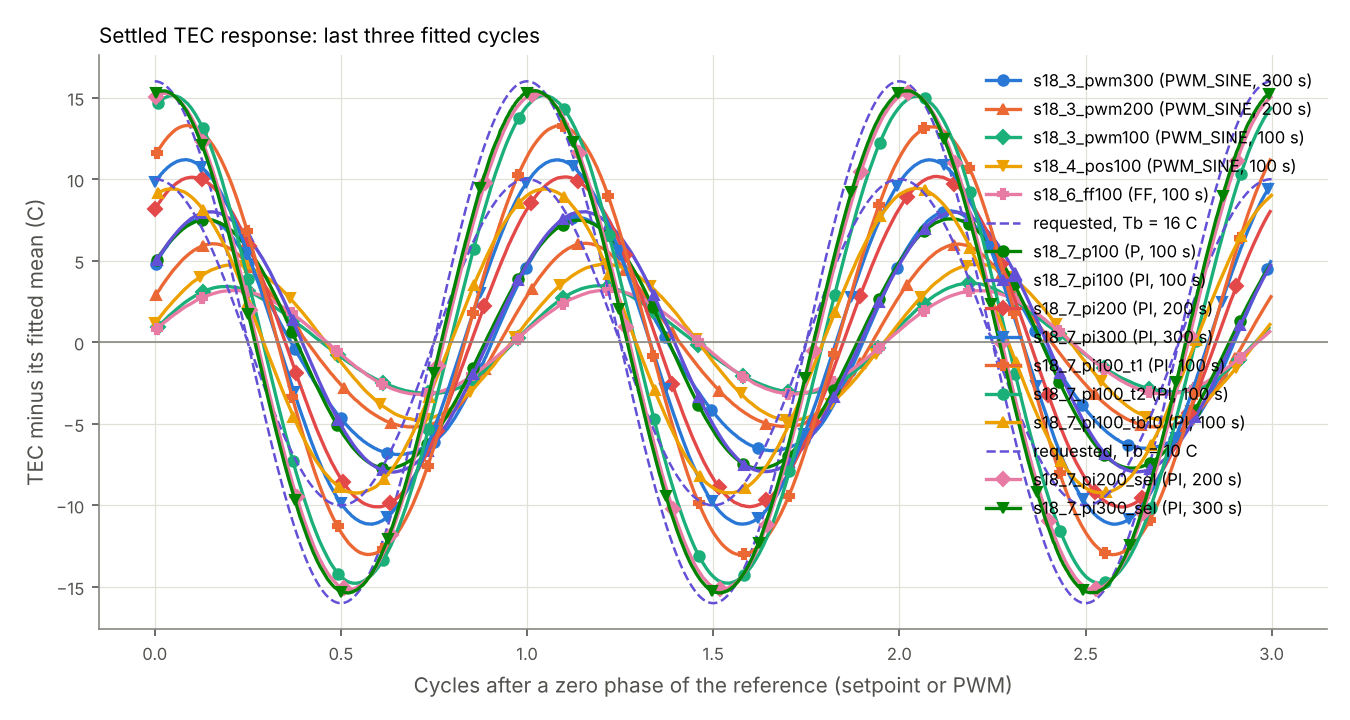 Settled TEC response: last three fitted cycles
TEC minus its fitted mean (C)
15
10
5
0
−5
−10
−15
s18_3_pwm300 (PWM_SINE, 300 s)
s18_3_pwm200 (PWM_SINE, 200 s)
s18_3_pwm100 (PWM_SINE, 100 s)
s18_4_pos100 (PWM_SINE, 100 s)
s18_6_ff100 (FF, 100 s)
requested, Tb = 16 C
s18_7_p100 (P, 100 s)
s18_7_pi100 (PI, 100 s)
s18_7_pi200 (PI, 200 s)
s18_7_pi300 (PI, 300 s)
s18_7_pi100_t1 (PI, 100 s)
s18_7_pi100_t2 (PI, 100 s)
s18_7_pi100_tb10 (PI, 100 s)
requested, Tb = 10 C
s18_7_pi200_sel (PI, 200 s)
s18_7_pi300_sel (PI, 300 s)
0.0
0.5
1.0
1.5
2.0
2.5
3.0
Cycles after a zero phase of the reference (setpoint or PWM)